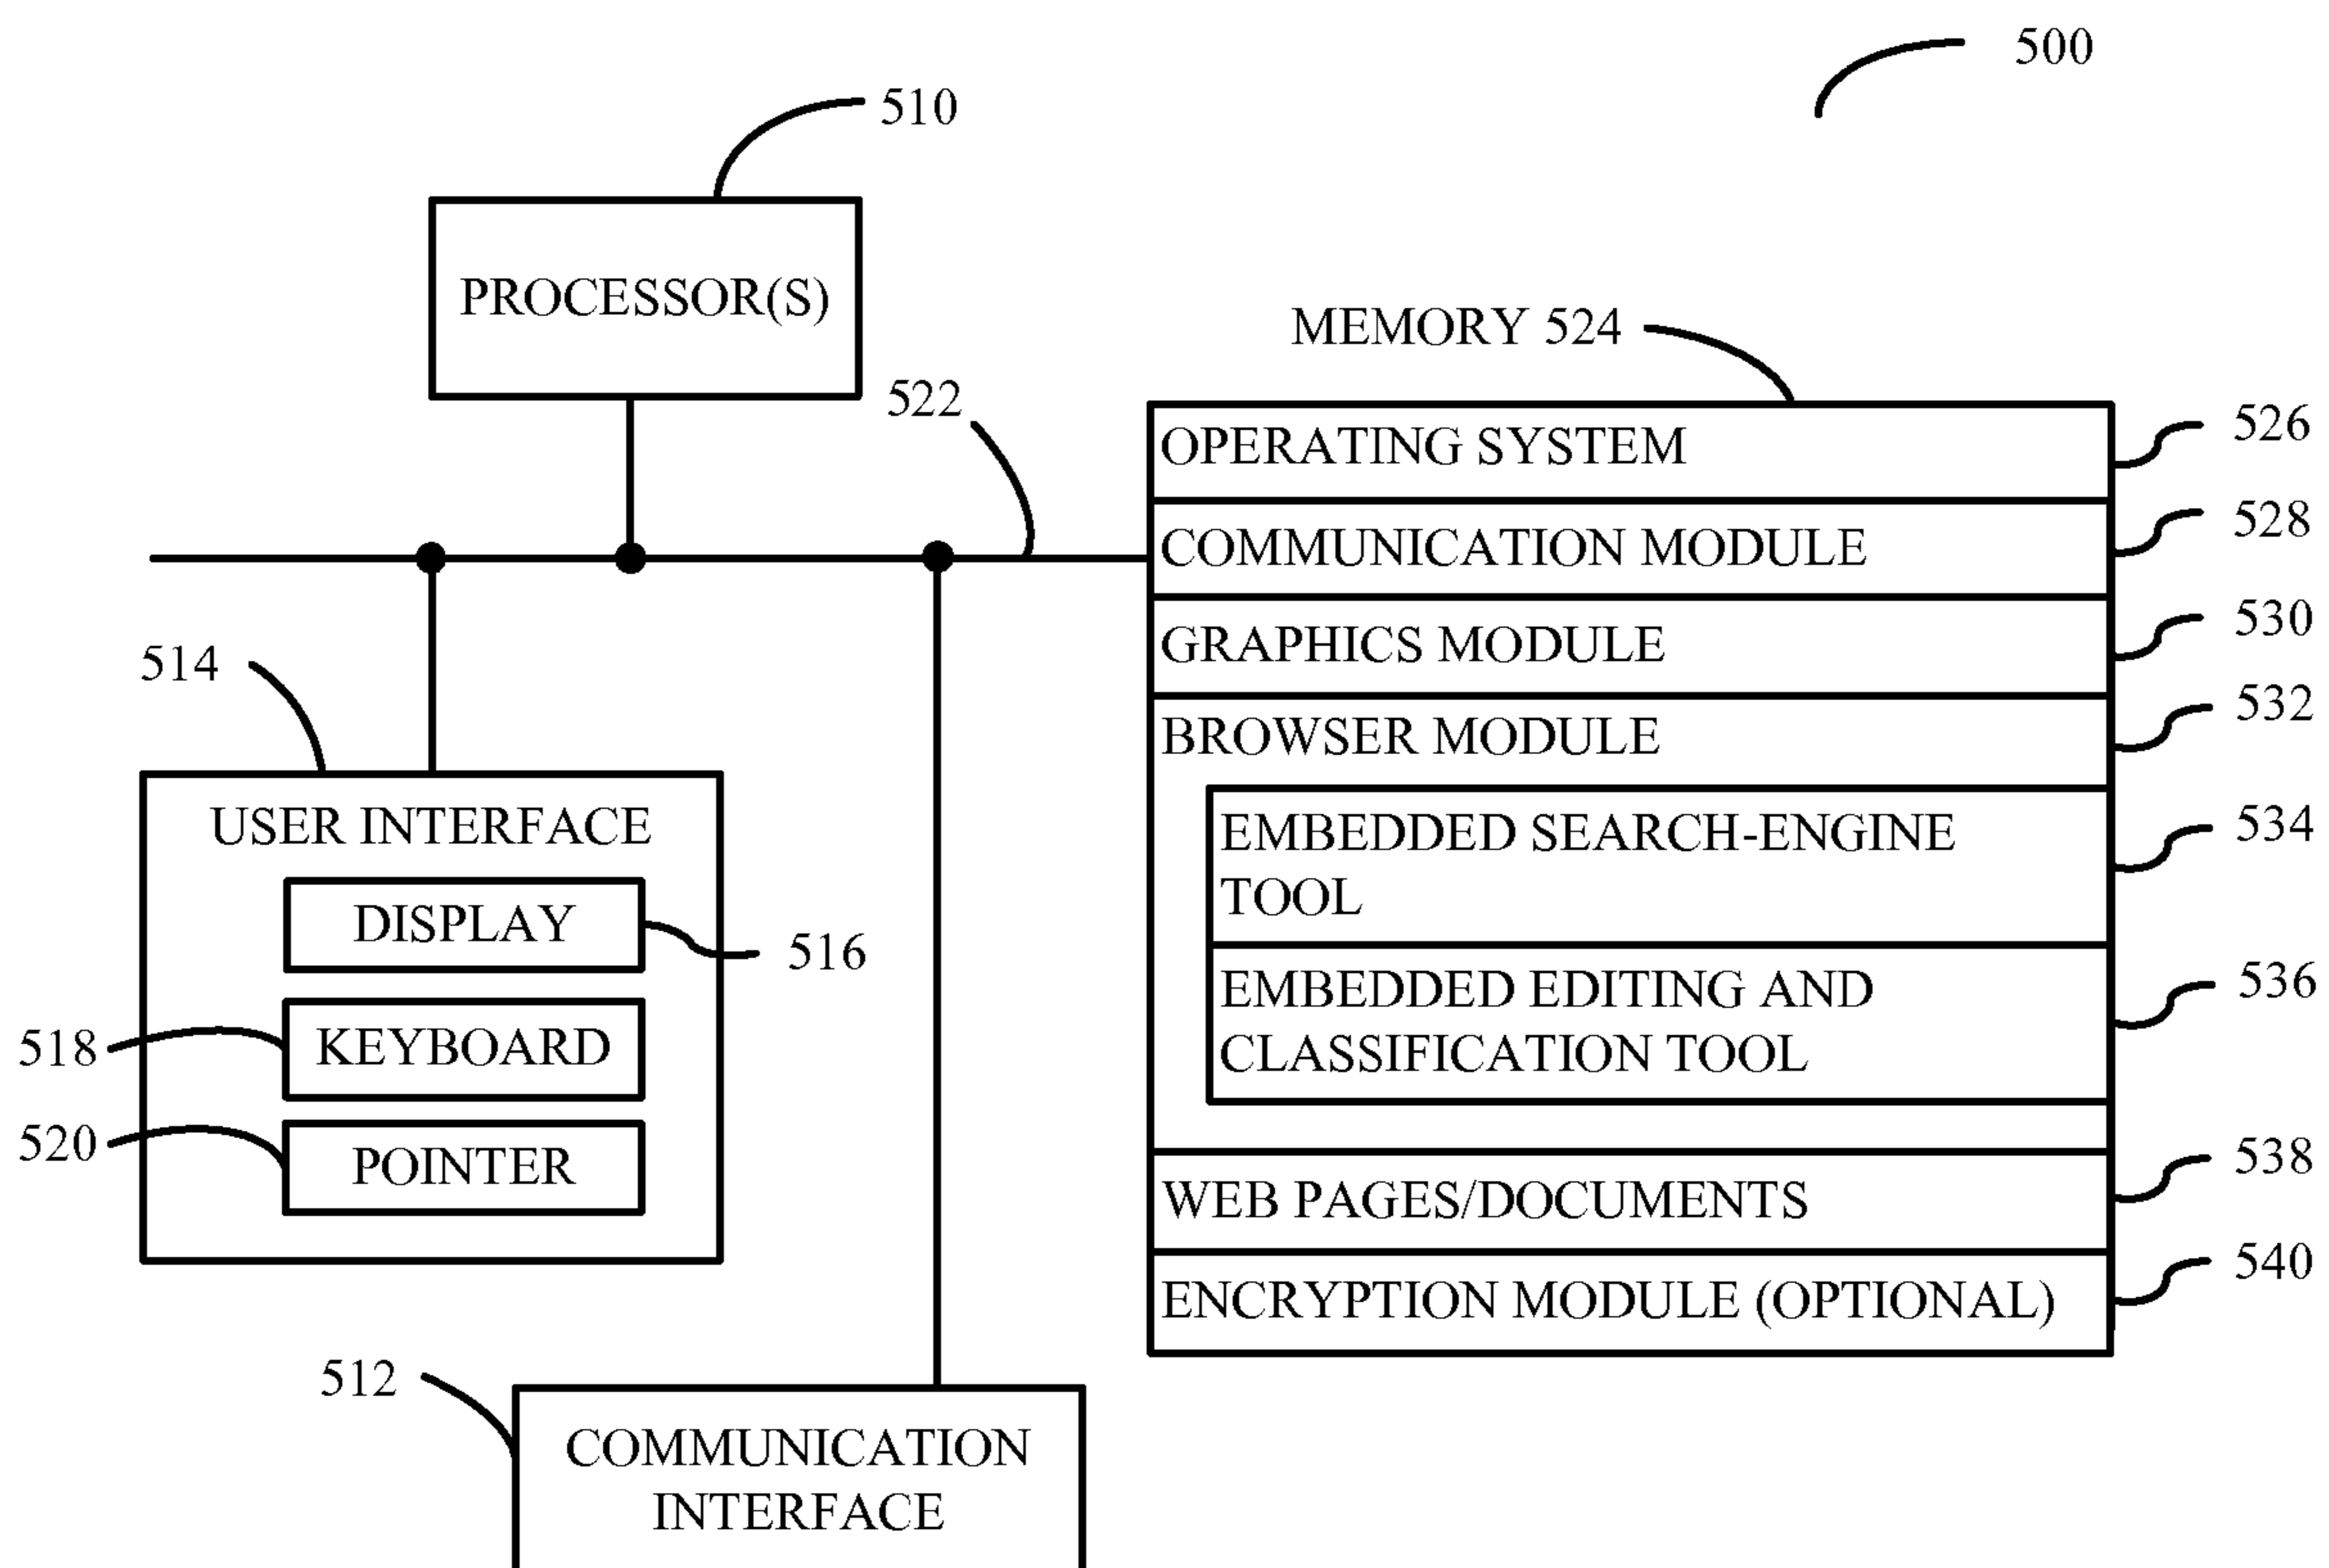 500
510
PROCESSOR(S)
MEMORY 524
522
OPERATING SYSTEM
526
COMMUNICATION MODULE
528
GRAPHICS MODULE
530
BROWSER MODULE
532
EMBEDDED SEARCH-ENGINE
TOOL
534
EMBEDDED EDITING AND
CLASSIFICATION TOOL
536
WEB PAGES/DOCUMENTS
538
ENCRYPTION MODULE (OPTIONAL)
540
514
USER INTERFACE
DISPLAY
516
518
KEYBOARD
520
POINTER
512
COMMUNICATION
INTERFACE